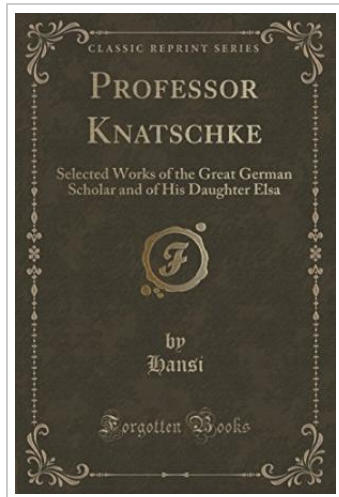 CLASSIC REPRINT SERIES
PROFESSOR
KNATSCHKE
Selected Works of the Great German
Scholar and of His Daughter Elsa
F
by
Hansi
Forgotten Books